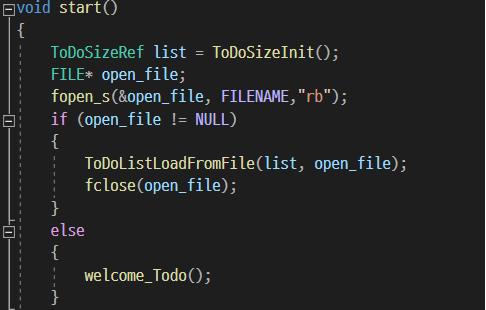 void start()
{
ToDoSizeRef list = ToDoSizeInit();
FILE* open_file;
fopen_s(&open_file, FILENAME,"rb");
if (open_file != NULL)
{
ToDoListLoadFromFile(list, open_file);
fclose(open_file);
}
else
{
welcome_Todo();
}